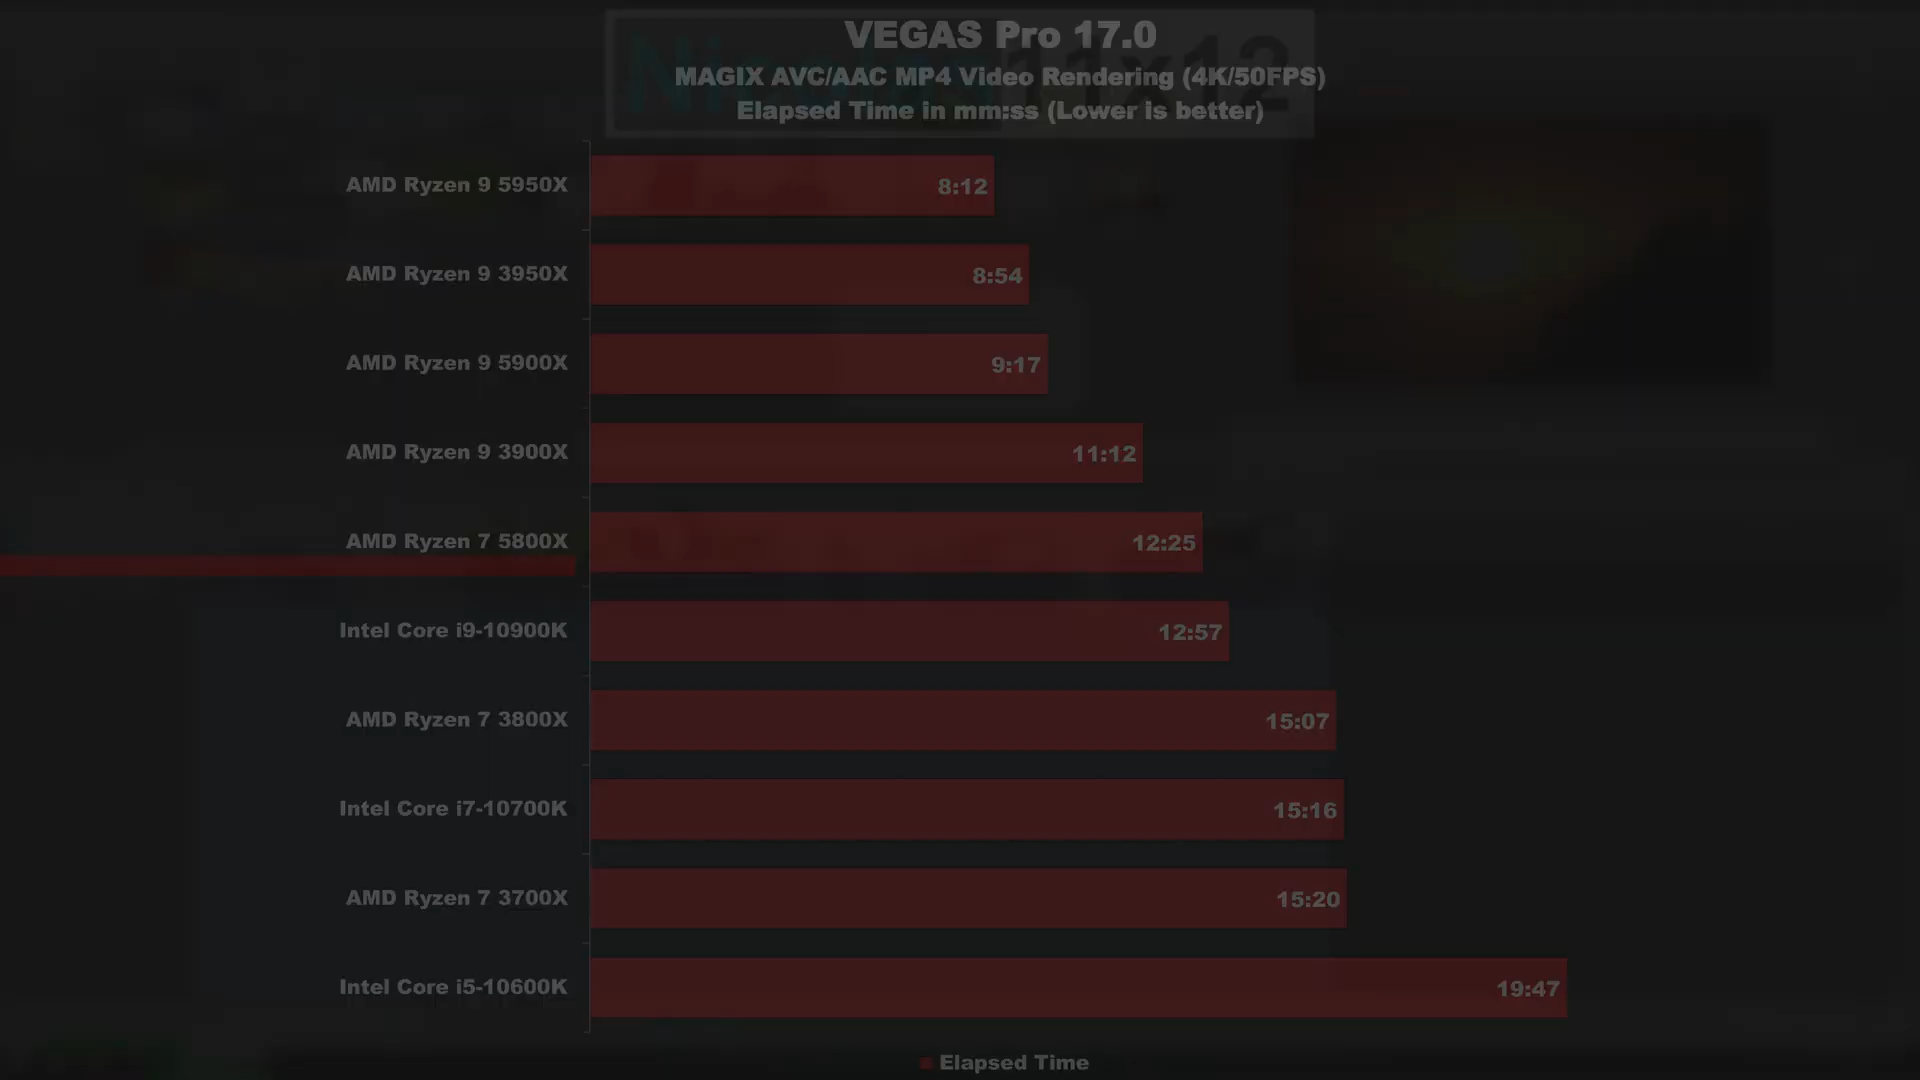 VEGAS Pro 17.0
MAGIX AVC/AAC MP4 Video Rendering (4K/50FPS)
Elapsed Time in mm:ss (Lower is better)
AMD Ryzen 9 5950X 8:12
AMD Ryzen 9 3950X 8:54
AMD Ryzen 9 5900X 9:17
AMD Ryzen 9 3900X 11:12
AMD Ryzen 7 5800X 12:25
Intel Core i9-10900K 12:57
AMD Ryzen 7 3800X 15:07
Intel Core i7-10700K 15:16
AMD Ryzen 7 3700X 15:20
Intel Core i5-10600K 19:47
Elapsed Time